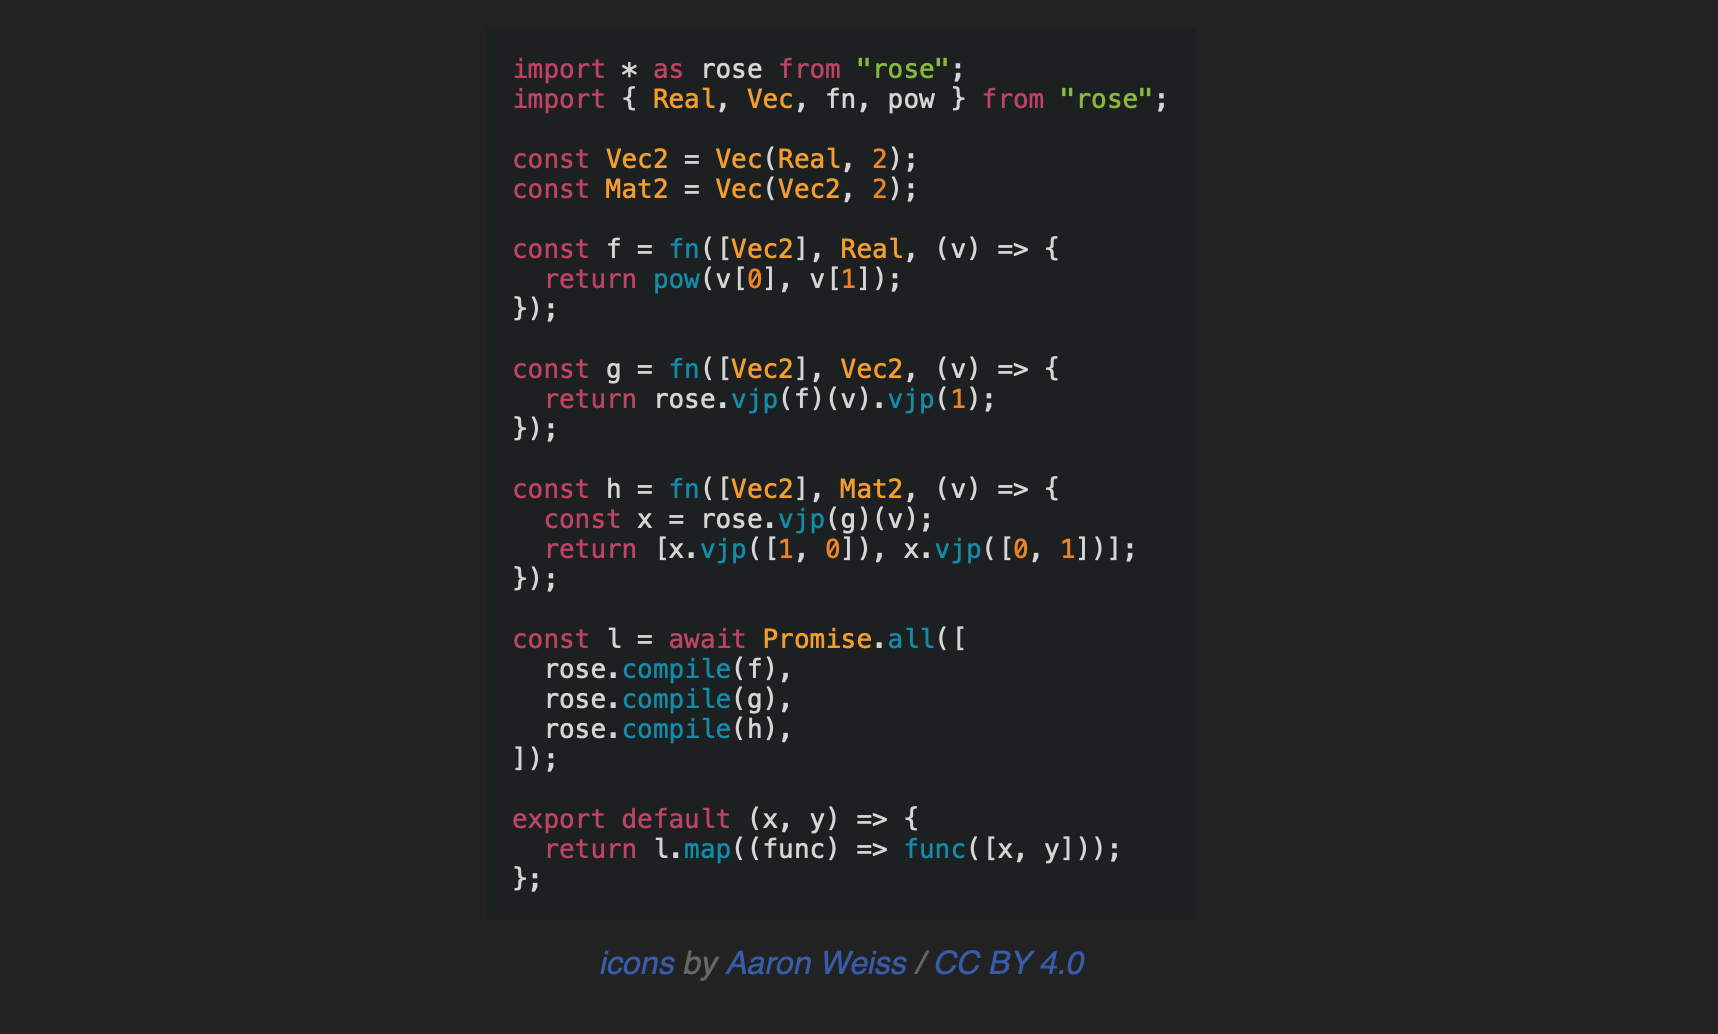 import * as rose from "rose";
import { Real, Vec, fn, pow } from "rose";

const Vec2 = Vec(Real, 2);
const Mat2 = Vec(Vec2, 2);

const f = fn([Vec2], Real, (v) => {
  return pow(v[0], v[1]);
});

const g = fn([Vec2], Vec2, (v) => {
  return rose.vjp(f)(v).vjp(1);
});

const h = fn([Vec2], Mat2, (v) => {
  const x = rose.vjp(g)(v);
  return [x.vjp([1, 0]), x.vjp([0, 1])];
});

const l = await Promise.all([
  rose.compile(f),
  rose.compile(g),
  rose.compile(h),
]);

export default (x, y) => {
  return l.map((func) => func([x, y]));
};

icons by Aaron Weiss / CC BY 4.0